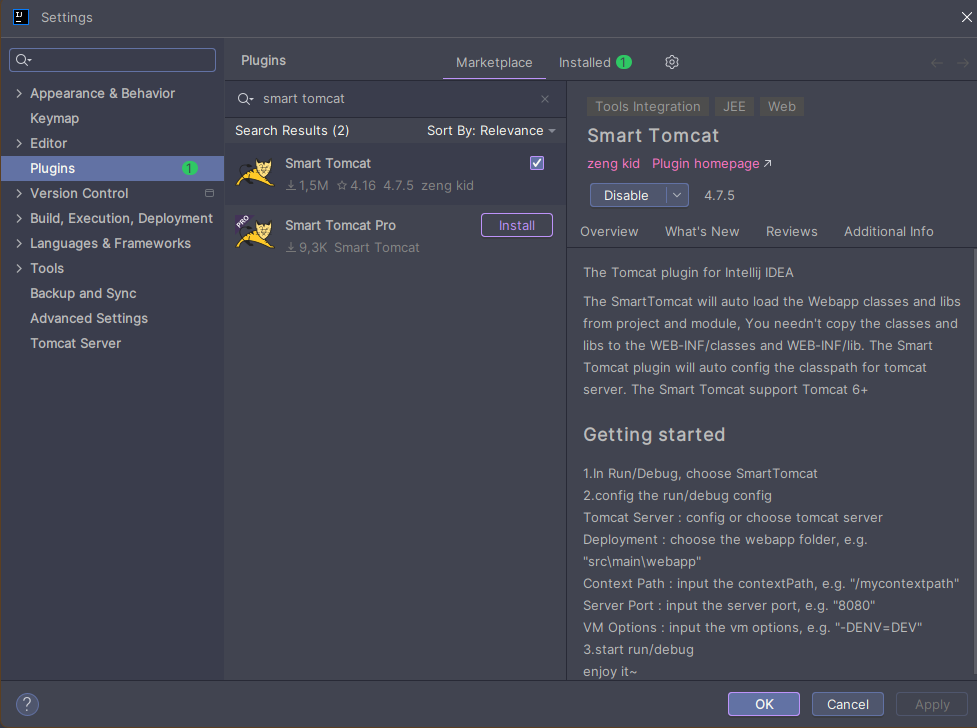 Settings
Appearance & Behavior
Keymap
Editor
Plugins 1
Version Control
Build, Execution, Deployment
Languages & Frameworks
Tools
Backup and Sync
Advanced Settings
Tomcat Server
Plugins
Marketplace
Installed 1
smart tomcat
Search Results (2) Sort By: Relevance
Smart Tomcat
1,5M 4.16 4.7.5 zeng kid
PRO
Smart Tomcat Pro
Install
9,3K Smart Tomcat
Tools Integration JEE Web
Smart Tomcat
zeng kid Plugin homepage ↗
Disable 4.7.5
Overview What's New Reviews Additional Info
The Tomcat plugin for Intellij IDEA
The SmartTomcat will auto load the Webapp classes and libs
from project and module, You needn't copy the classes and
libs to the WEB-INF/classes and WEB-INF/lib. The Smart
Tomcat plugin will auto config the classpath for tomcat
server. The Smart Tomcat support Tomcat 6+
Getting started
1.In Run/Debug, choose SmartTomcat
2.config the run/debug config
Tomcat Server : config or choose tomcat server
Deployment : choose the webapp folder, e.g.
"src\main\webapp"
Context Path : input the contextPath, e.g. "/mycontextpath"
Server Port : input the server port, e.g. "8080"
VM Options : input the vm options, e.g. "-DENV=DEV"
3.start run/debug
enjoy it~
?
OK Cancel Apply